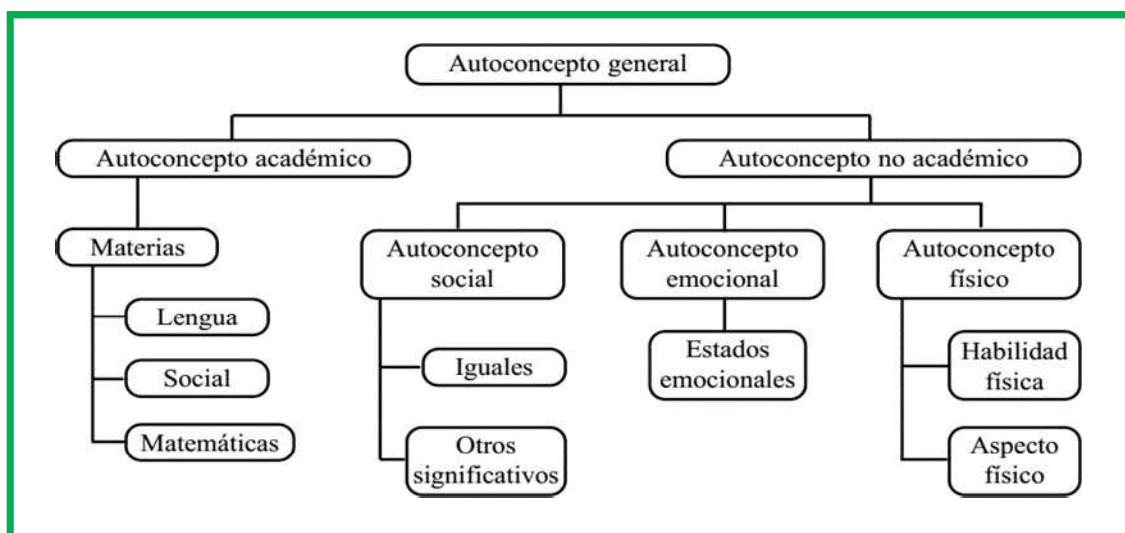 Autoconcepto general
Autoconcepto académico
Autoconcepto no académico
Materias
Lengua
Social
Matemáticas
Autoconcepto
social
Iguales
Otros
significativos
Autoconcepto
emocional
Estados
emocionales
Autoconcepto
físico
Habilidad
física
Aspecto
físico